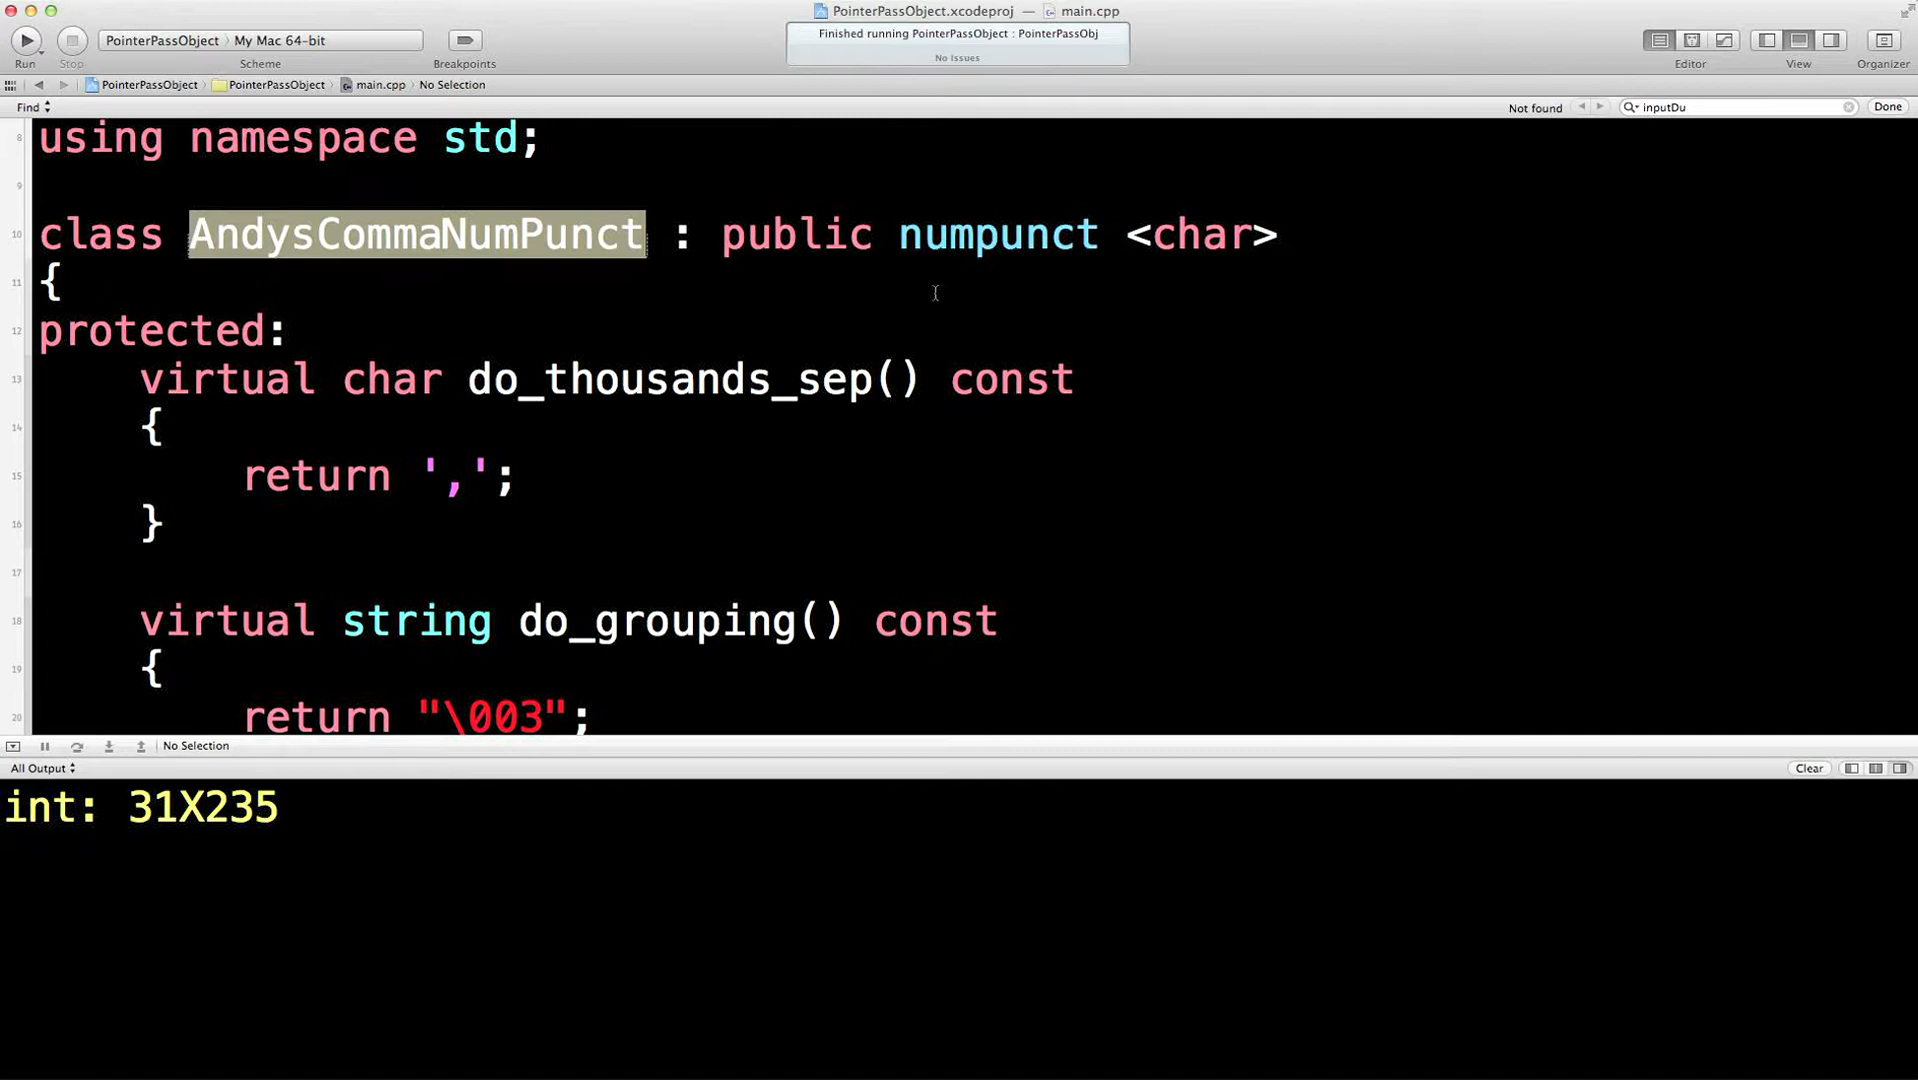 PointerPassObject.xcodeproj — main.cpp
PointerPassObject 〉 My Mac 64-bit
Finished running PointerPassObject : PointerPassObj
No Issues
Run Stop Scheme Breakpoints Editor View Organizer
PointerPassObject 〉 PointerPassObject 〉 main.cpp 〉 No Selection
Find Not found inputDu Done
8 using namespace std;
9
10 class AndysCommaNumPunct : public numpunct <char>
11 {
12 protected:
13 virtual char do_thousands_sep() const
14 {
15 return ',';
16 }
17
18 virtual string do_grouping() const
19 {
20 return "\003";
No Selection
All Output Clear
int: 31X235